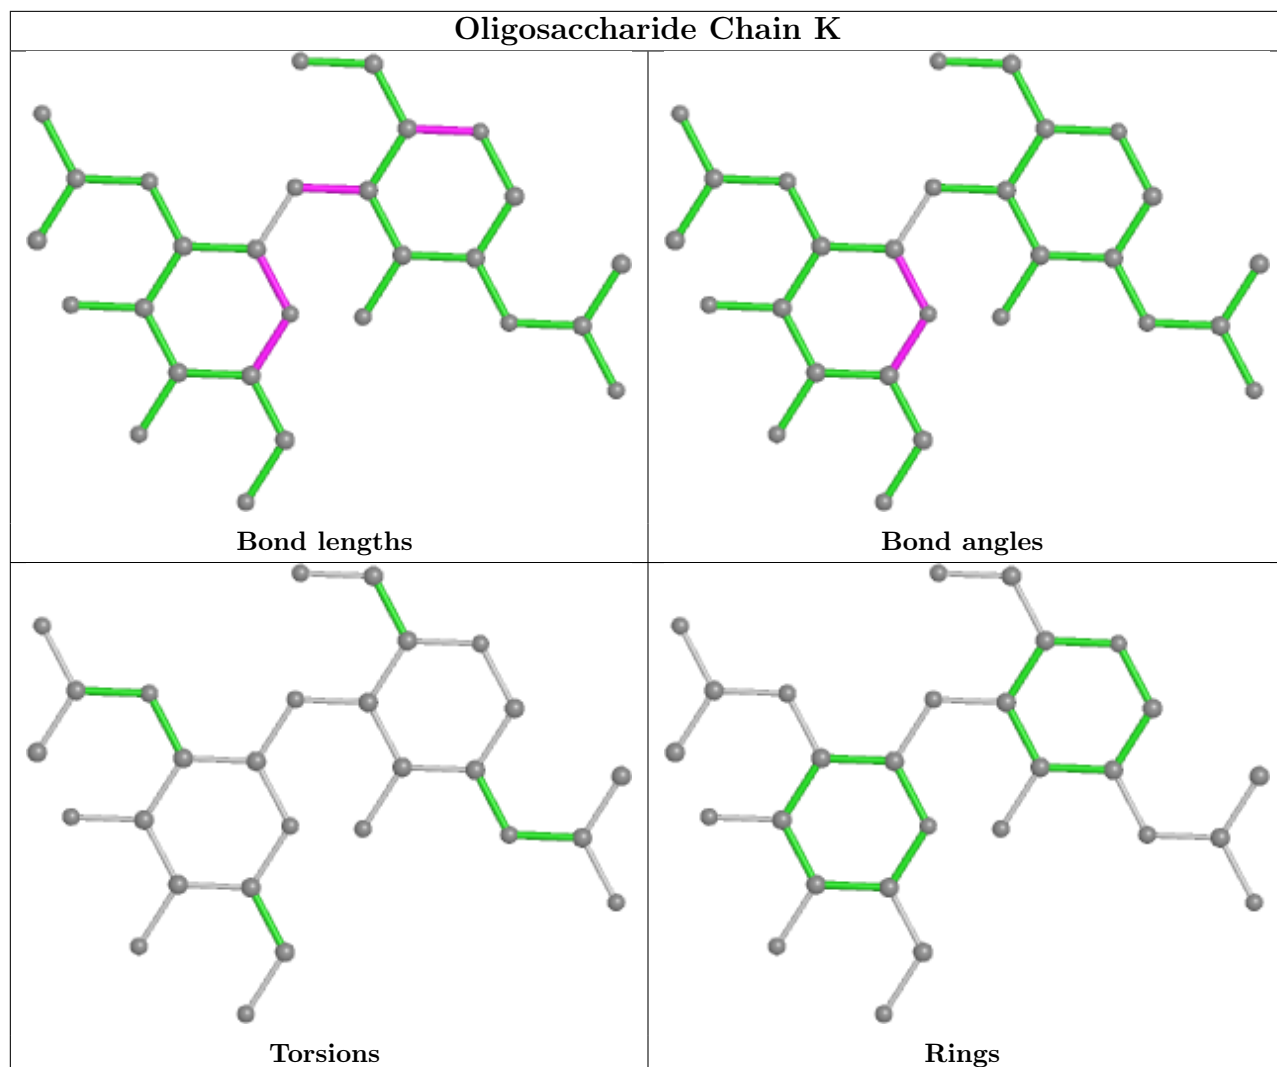 Oligosaccharide Chain K
Bond lengths
Bond angles
Torsions
Rings